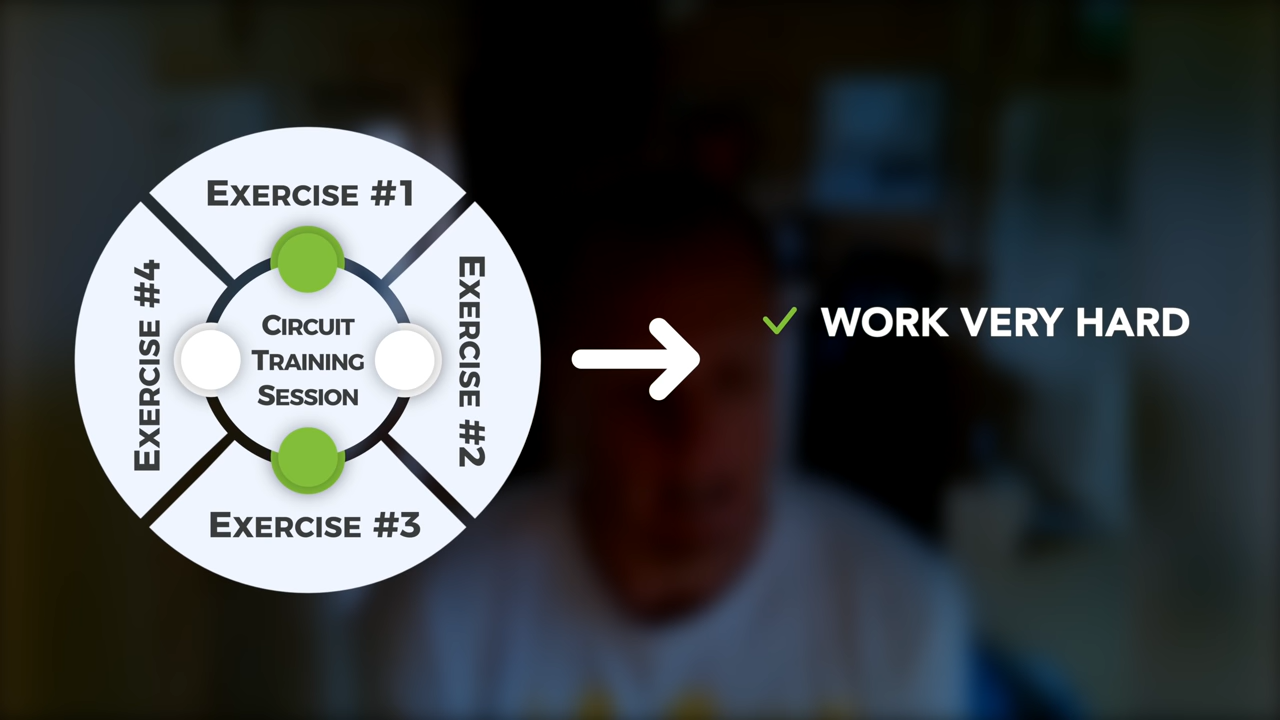 Exercise #1
Exercise #2
Exercise #3
Exercise #4
Circuit
Training
Session
WORK VERY HARD